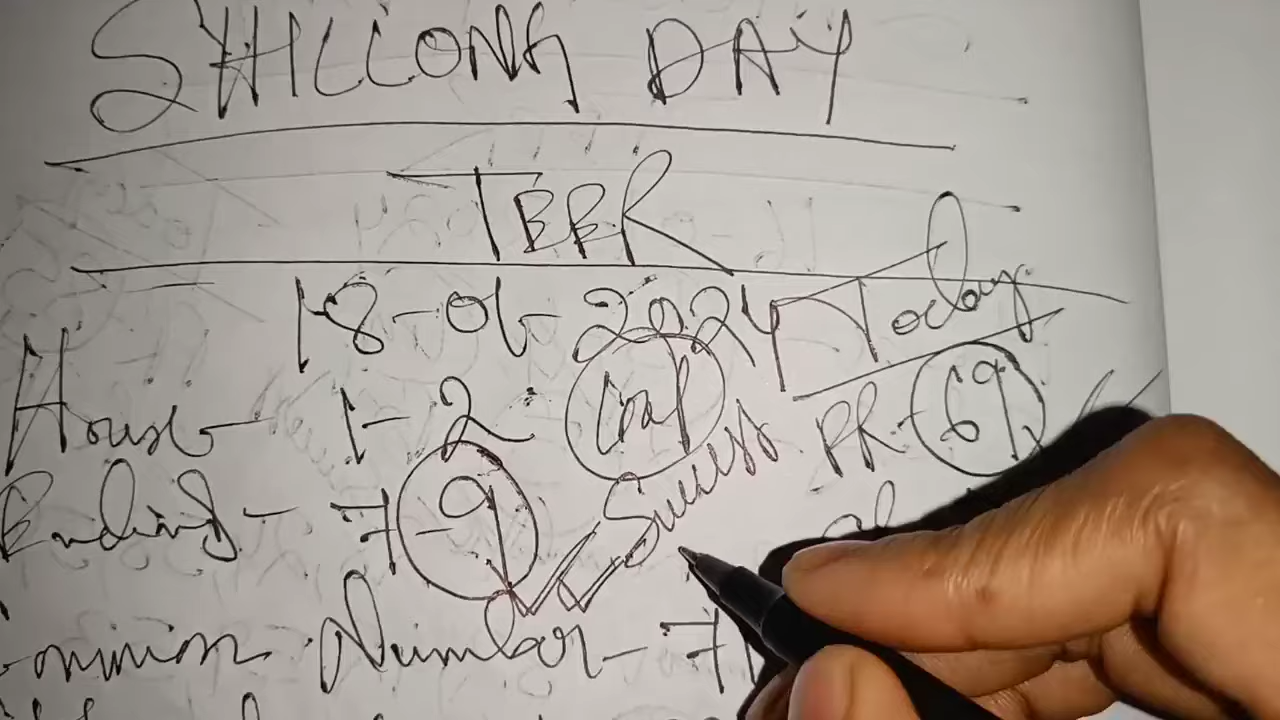 SHILLONG DAY
TEER
18-06-2024 Today
House- 1-2
PR- 69
Ending- 7-9 Success
Common Number- 7